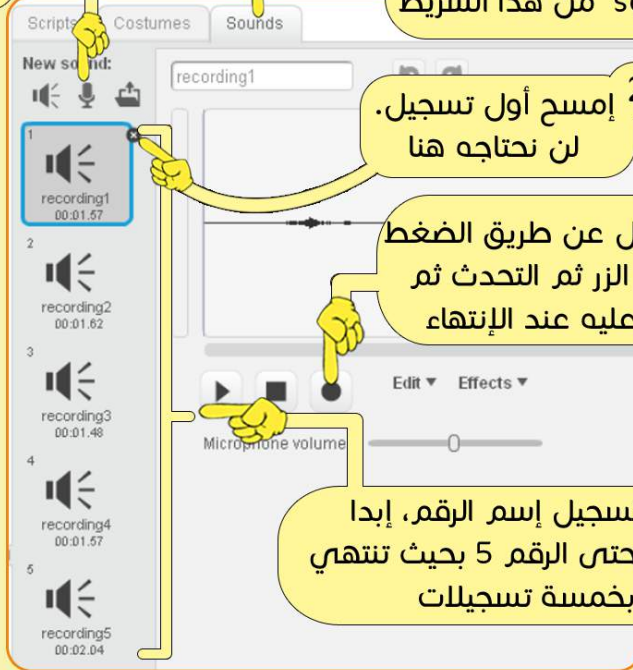 من هذا الشريط
Scripts Costumes Sounds
New sound:
recording1
2 إمسح أول تسجيل.
لن نحتاجه هنا
1
recording1
00:01.57
2
recording2
00:01.62
3
recording3
00:01.48
4
recording4
00:01.57
5
recording5
00:02.04
عن طريق الضغط
الزر ثم التحدث ثم
عليه عند الإنتهاء
Edit Effects
Microphone volume
إسم الرقم، إبدا
حتى الرقم 5 بحيث تنتهي
بخمسة تسجيلات